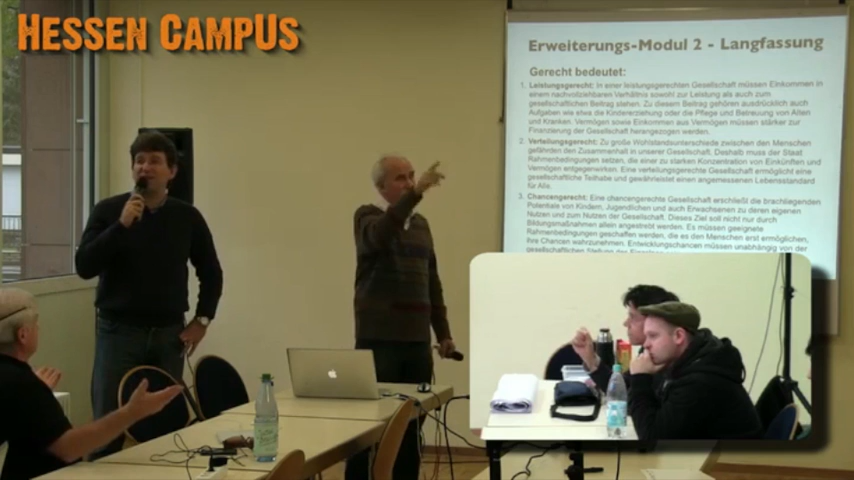 HESSEN CAMPUS
Erweiterungs-Modul 2 - Langfassung
Gerecht bedeutet:
1. Leistungsgerecht: In einer leistungsgerechten Gesellschaft müssen Einkommen in
einem nachvollziehbaren Verhältnis sowohl zur Leistung als auch zum
gesellschaftlichen Beitrag stehen. Zu diesem Beitrag gehören ausdrücklich auch
Aufgaben wie etwa die Kindererziehung oder die Pflege und Betreuung von Alten
und Kranken. Vermögen sowie Einkommen aus Vermögen müssen stärker zur
Finanzierung der Gesellschaft herangezogen werden.
2. Verteilungsgerecht: Zu große Wohlstandsunterschiede zwischen den Menschen
gefährden den Zusammenhalt in unserer Gesellschaft. Deshalb muss der Staat
Rahmenbedingungen setzen, die einer zu starken Konzentration von Einkünften und
Vermögen entgegenwirken. Eine verteilungsgerechte Gesellschaft ermöglicht eine
gesellschaftliche Teilhabe und gewährleistet einen angemessenen Lebensstandard
für Alle.
3. Chancengerecht: Eine chancengerechte Gesellschaft erschließt die brachliegenden
Potentiale von Kindern, Jugendlichen und auch Erwachsenen zu deren eigenen
Nutzen und zum Nutzen der Gesellschaft. Dieses Ziel soll nicht nur durch
Bildungsmaßnahmen allein angestrebt werden. Es müssen geeignete
Rahmenbedingungen geschaffen werden, die es den Menschen erst ermöglichen,
ihre Chancen wahrzunehmen. Entwicklungschancen müssen unabhängig von der